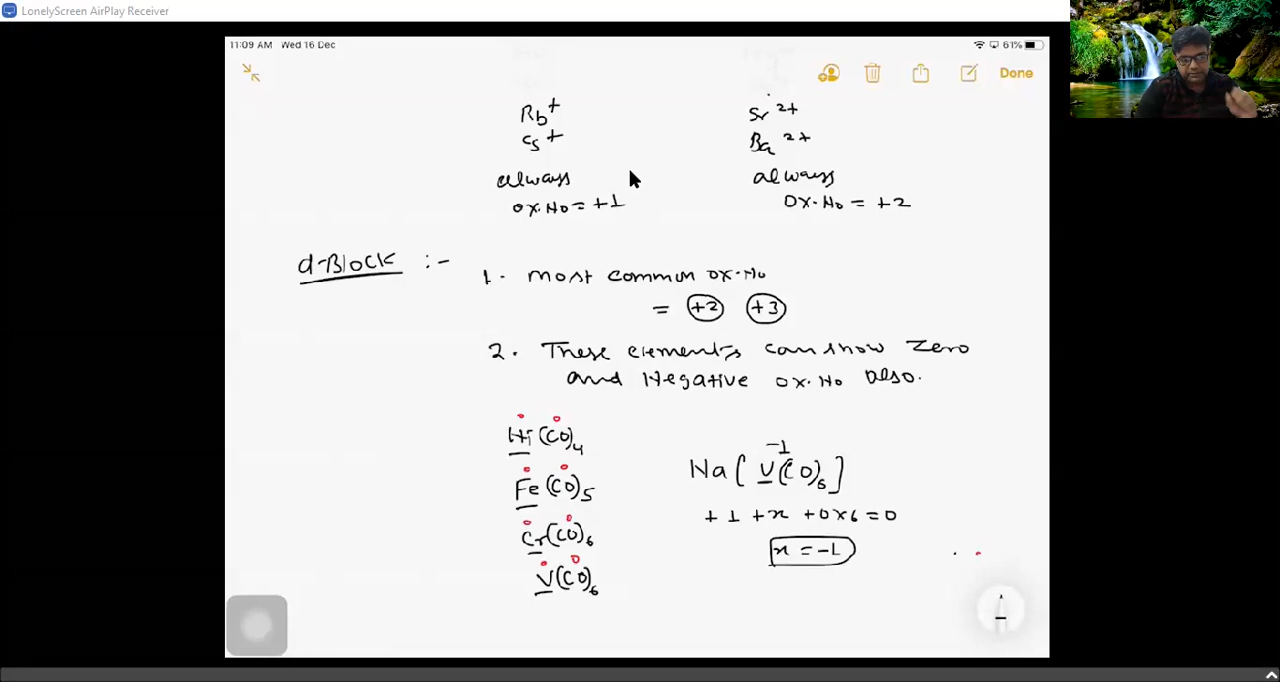 LonelyScreen AirPlay Receiver
11:09 AM Wed 16 Dec
61%
Done
Rb+ Sr2+
Cs+ Ba2+
always always
ox.No = +1 ox.No = +2
d-Block :-
1. most common ox.No
= +2 +3
2. These elements can show Zero
and Negative ox.No also.
Ni(CO)4
Fe(CO)5
Cr(CO)6
V(CO)6
-1
Na[V(CO)6]
+1 +x +0x6 = 0
x = -1